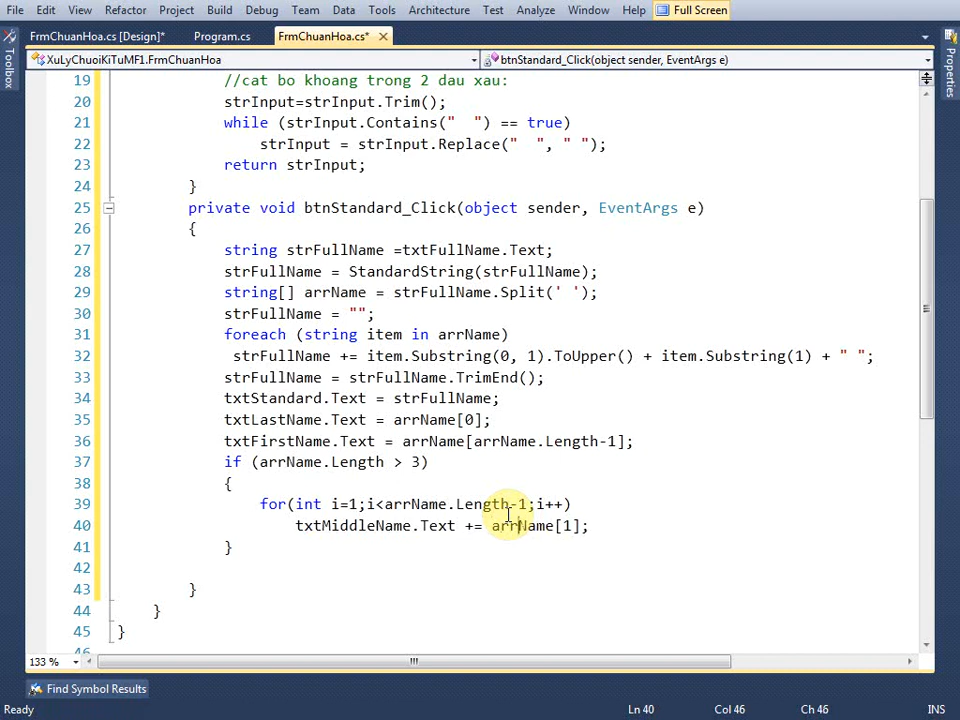 File Edit View Refactor Project Build Debug Team Data Tools Architecture Test Analyze Window Help Full Screen
FrmChuanHoa.cs [Design]* Program.cs FrmChuanHoa.cs*
XuLyChuoiKiTuMF1.FrmChuanHoa btnStandard_Click(object sender, EventArgs e)
Toolbox
Properties
19 //cat bo khoang trong 2 dau xau:
20 strInput=strInput.Trim();
21 while (strInput.Contains("  ") == true)
22 strInput = strInput.Replace("  ", " ");
23 return strInput;
24 }
25 private void btnStandard_Click(object sender, EventArgs e)
26 {
27 string strFullName =txtFullName.Text;
28 strFullName = StandardString(strFullName);
29 string[] arrName = strFullName.Split(' ');
30 strFullName = "";
31 foreach (string item in arrName)
32 strFullName += item.Substring(0, 1).ToUpper() + item.Substring(1) + " ";
33 strFullName = strFullName.TrimEnd();
34 txtStandard.Text = strFullName;
35 txtLastName.Text = arrName[0];
36 txtFirstName.Text = arrName[arrName.Length-1];
37 if (arrName.Length > 3)
38 {
39 for(int i=1;i<arrName.Length-1;i++)
40 txtMiddleName.Text += arrName[1];
41 }
42
43 }
44 }
45 }
46
133 %
Find Symbol Results
Ready Ln 40 Col 46 Ch 46 INS